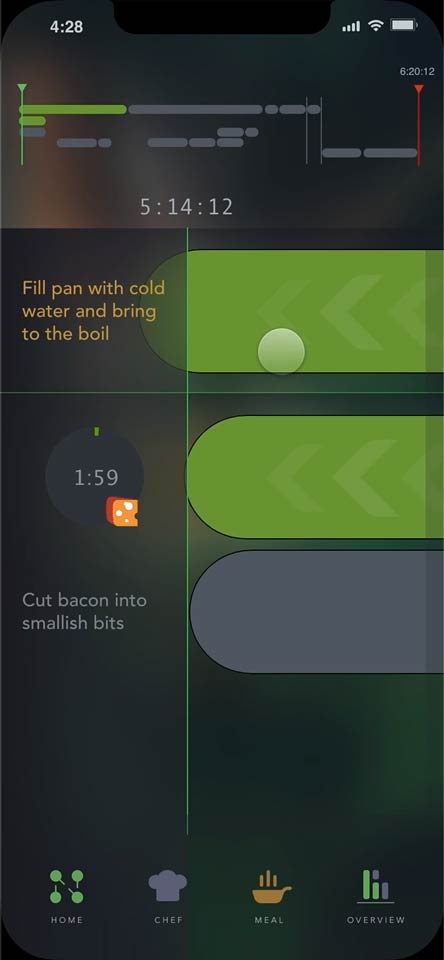 4:28
6:20:12
5:14:12
Fill pan with cold
water and bring
to the boil
1:59
Cut bacon into
smallish bits
HOME
CHEF
MEAL
OVERVIEW